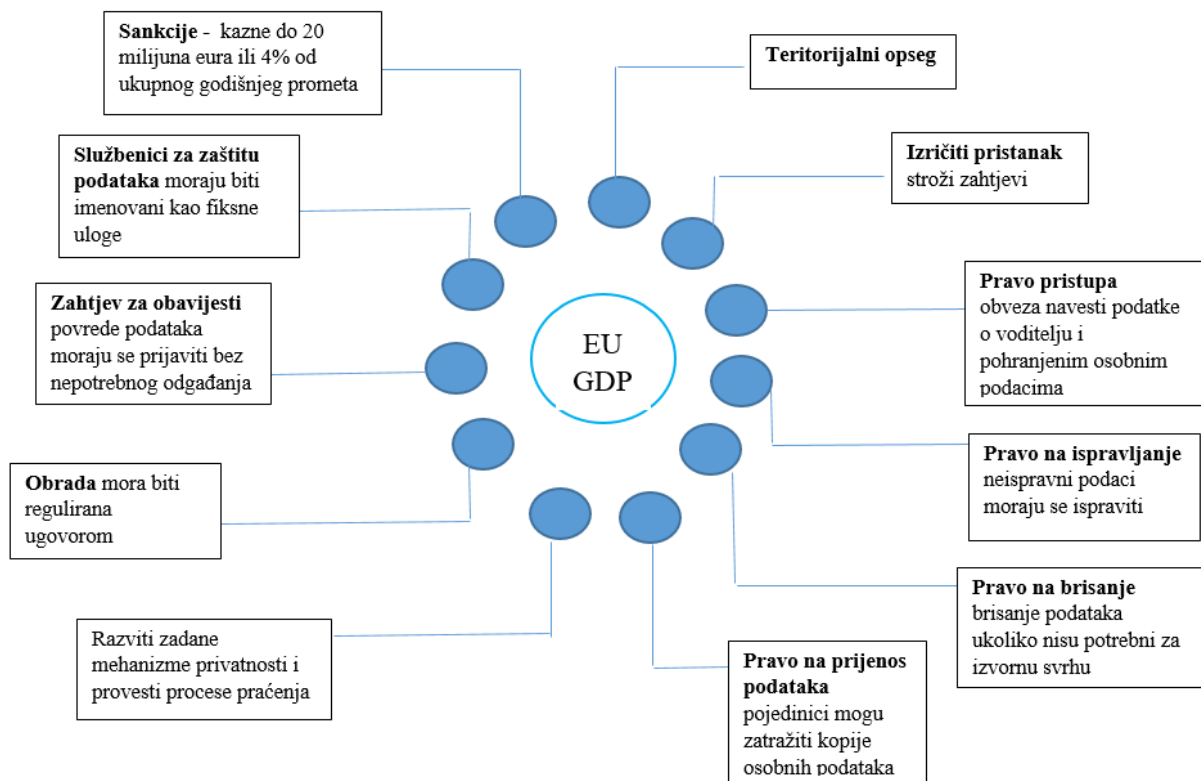 Sankcije - kazne do 20
milijuna eura ili 4% od
ukupnog godišnjeg prometa
Teritorijalni opseg
Službenici za zaštitu
podataka moraju biti
imenovani kao fiksne
uloge
Izričiti pristanak
stroži zahtjevi
Zahtjev za obavijesti
povrede podataka
moraju se prijaviti bez
nepotrebnog odgađanja
Pravo pristupa
obveza navesti podatke
o voditelju i
pohranjenim osobnim
podacima
EU
GDP
Obrada mora biti
regulirana
ugovorom
Pravo na ispravljanje
neispravni podaci
moraju se ispraviti
Razviti zadane
mehanizme privatnosti i
provesti procese praćenja
Pravo na brisanje
brisanje podataka
ukoliko nisu potrebni za
izvornu svrhu
Pravo na prijenos
podataka
pojedinici mogu
zatražiti kopije
osobnih podataka